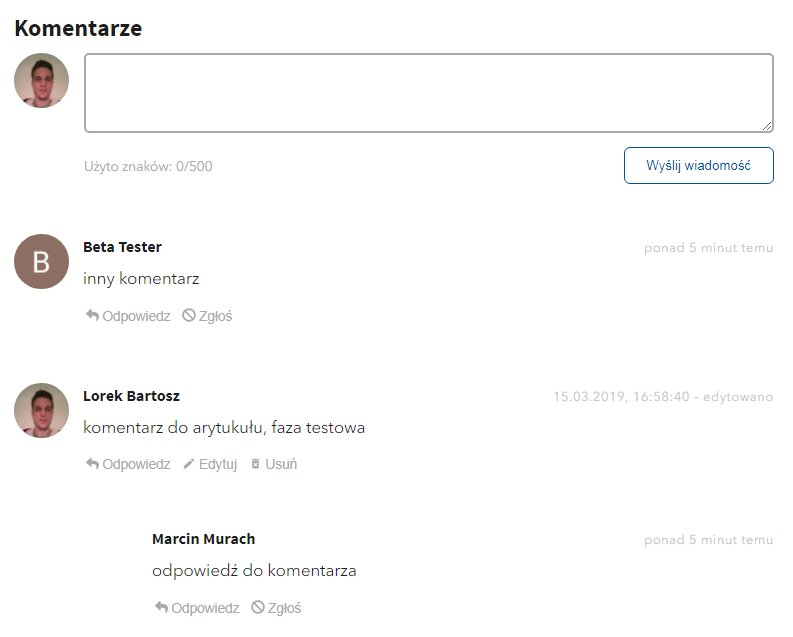 Komentarze
Użyto znaków: 0/500
Wyślij wiadomość
B
Beta Tester
ponad 5 minut temu
inny komentarz
Odpowiedz Zgłoś
Lorek Bartosz
15.03.2019, 16:58:40 – edytowano
komentarz do arytukułu, faza testowa
Odpowiedz Edytuj Usuń
Marcin Murach
ponad 5 minut temu
odpowiedź do komentarza
Odpowiedz Zgłoś